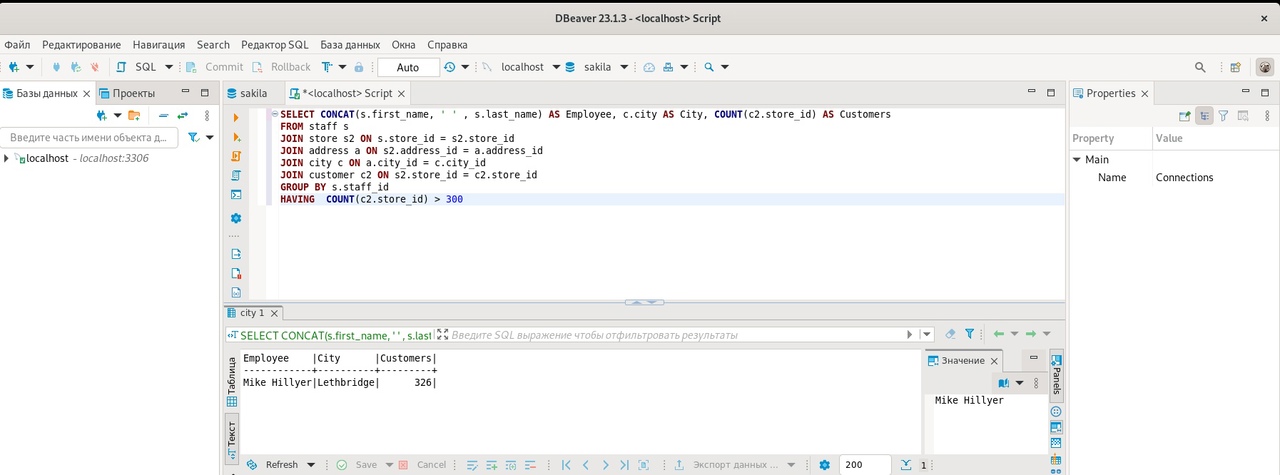 DBeaver 23.1.3 - <localhost> Script
Файл Редактирование Навигация Search Редактор SQL База данных Окна Справка
SQL Commit Rollback Auto localhost sakila
Базы данных Проекты
sakila *<localhost> Script
Properties
Введите часть имени объекта д...
localhost - localhost:3306
SELECT CONCAT(s.first_name, ' ' , s.last_name) AS Employee, c.city AS City, COUNT(c2.store_id) AS Customers
FROM staff s
JOIN store s2 ON s.store_id = s2.store_id
JOIN address a ON s2.address_id = a.address_id
JOIN city c ON a.city_id = c.city_id
JOIN customer c2 ON s2.store_id = c2.store_id
GROUP BY s.staff_id
HAVING  COUNT(c2.store_id) > 300
Property Value
Main
Name Connections
city 1
SELECT CONCAT(s.first_name, ' ', s.last Введите SQL выражение чтобы отфильтровать результаты
Таблица
Текст
Employee    |City      |Customers|
------------+----------+---------+
Mike Hillyer|Lethbridge|      326|
Значение
Mike Hillyer
Panels
Refresh Save Cancel Экспорт данных ... 200 1